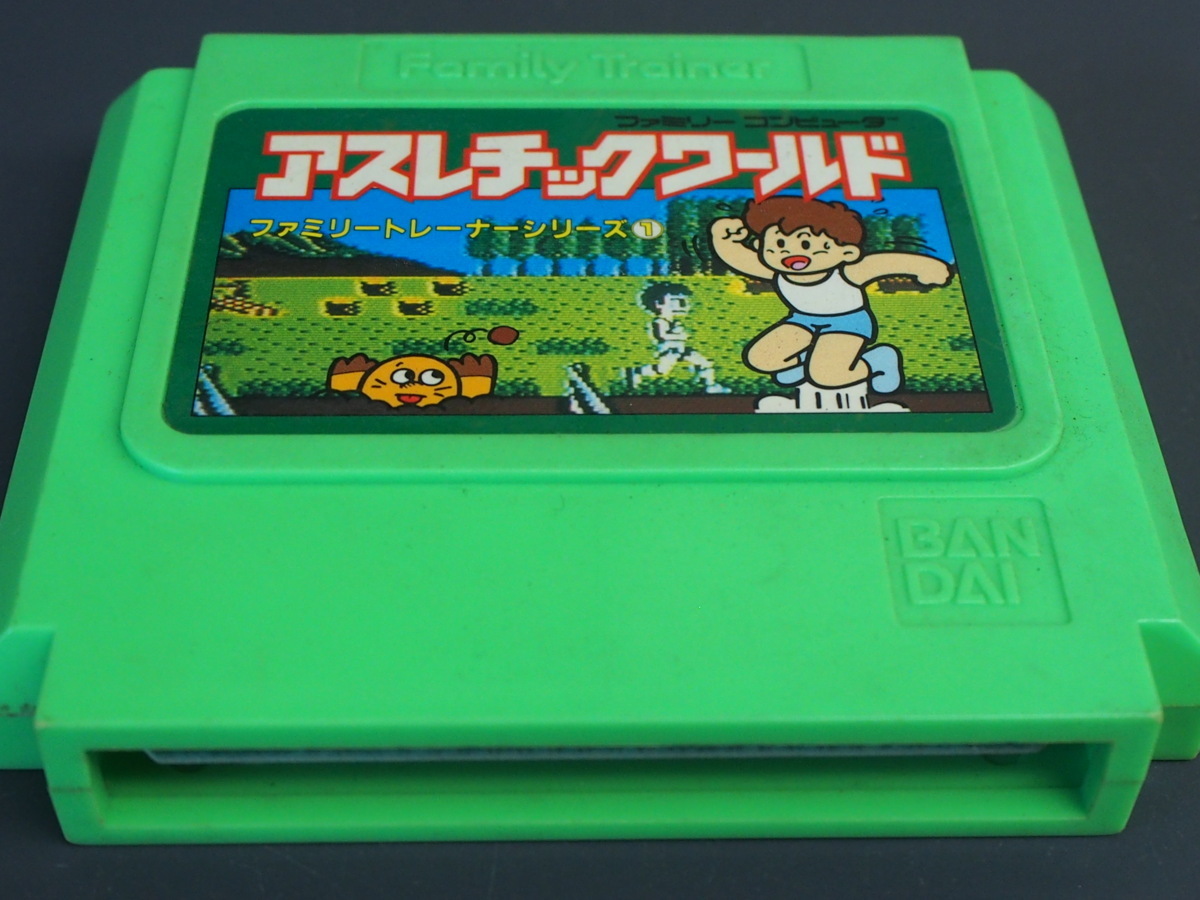 Family Trainer
ファミリー コンピュータ
アスレチックワールド
ファミリートレーナーシリーズ①
BAN
DAI